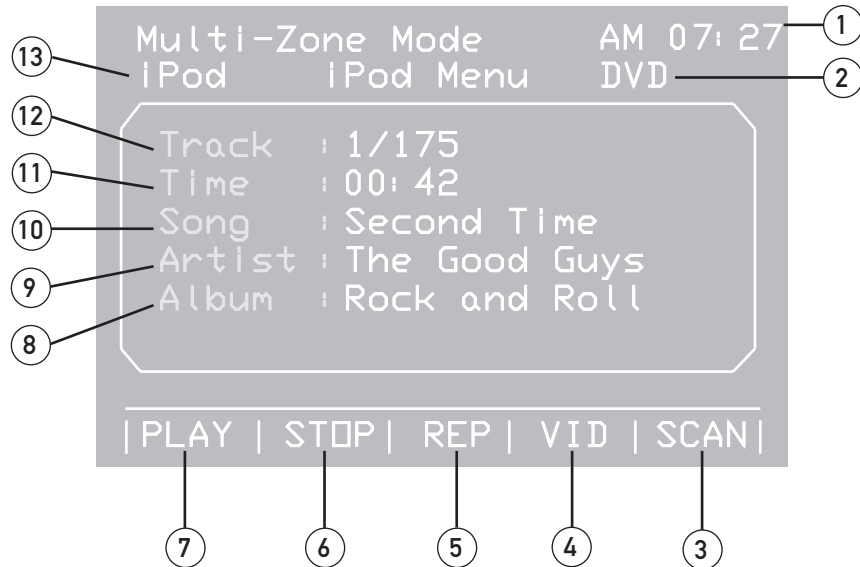 Multi-Zone Mode AM 07:27 1
13 iPod iPod Menu DVD 2
12 Track : 1/175
11 Time : 00:42
10 Song : Second Time
9 Artist : The Good Guys
8 Album : Rock and Roll
|PLAY | STOP| REP| VID | SCAN|
7 6 5 4 3